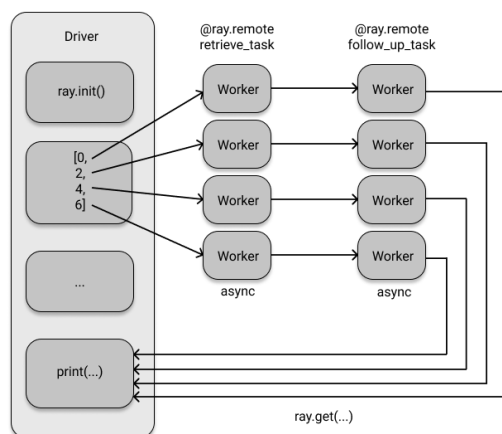 Driver
@ray.remote
retrieve_task
@ray.remote
follow_up_task
ray.init()
Worker
Worker
[0,
2,
4,
6]
Worker
Worker
Worker
Worker
Worker
Worker
async
async
...
print(...)
ray.get(...)